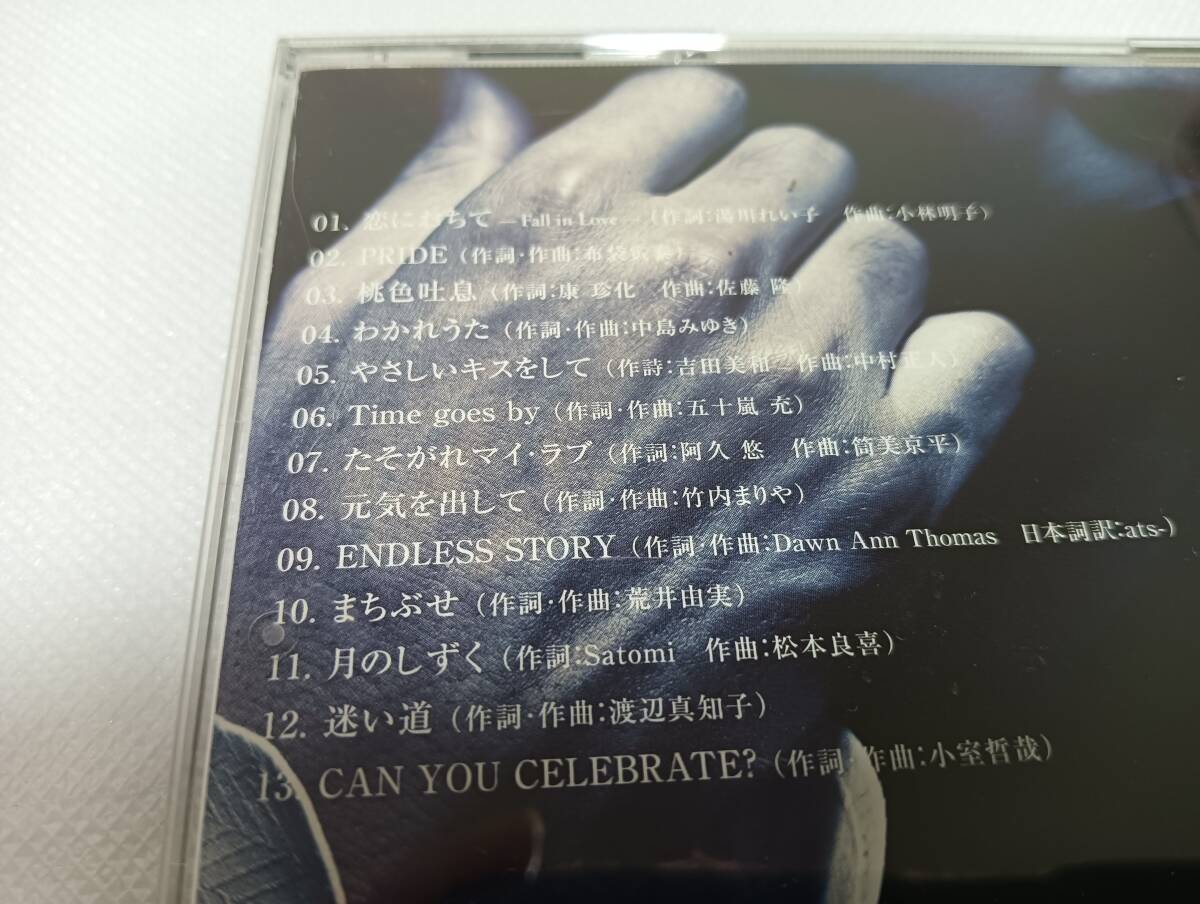 01. 恋におちて －Fall in Love－（作詞：湯川れい子　作曲：小林明子）
02. PRIDE（作詞・作曲：布袋寅泰）
03. 桃色吐息（作詞：康 珍化　作曲：佐藤 隆）
04. わかれうた（作詞・作曲：中島みゆき）
05. やさしいキスをして（作詩：吉田美和　作曲：中村正人）
06. Time goes by（作詞・作曲：五十嵐 充）
07. たそがれマイ・ラブ（作詞：阿久 悠　作曲：筒美京平）
08. 元気を出して（作詞・作曲：竹内まりや）
09. ENDLESS STORY（作詞・作曲：Dawn Ann Thomas　日本詞訳：ats-）
10. まちぶせ（作詞・作曲：荒井由実）
11. 月のしずく（作詞：Satomi　作曲：松本良喜）
12. 迷い道（作詞・作曲：渡辺真知子）
13. CAN YOU CELEBRATE?（作詞・作曲：小室哲哉）